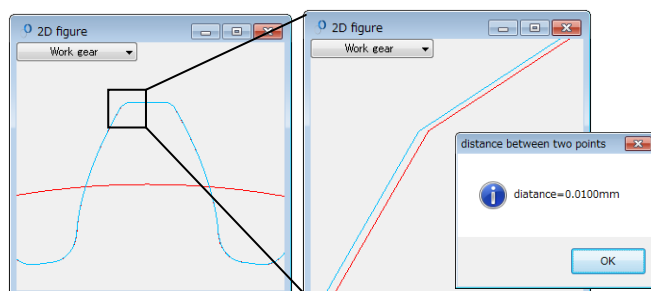 2D figure
Work gear
2D figure
Work gear
distance between two points
diatance=0.0100mm
OK